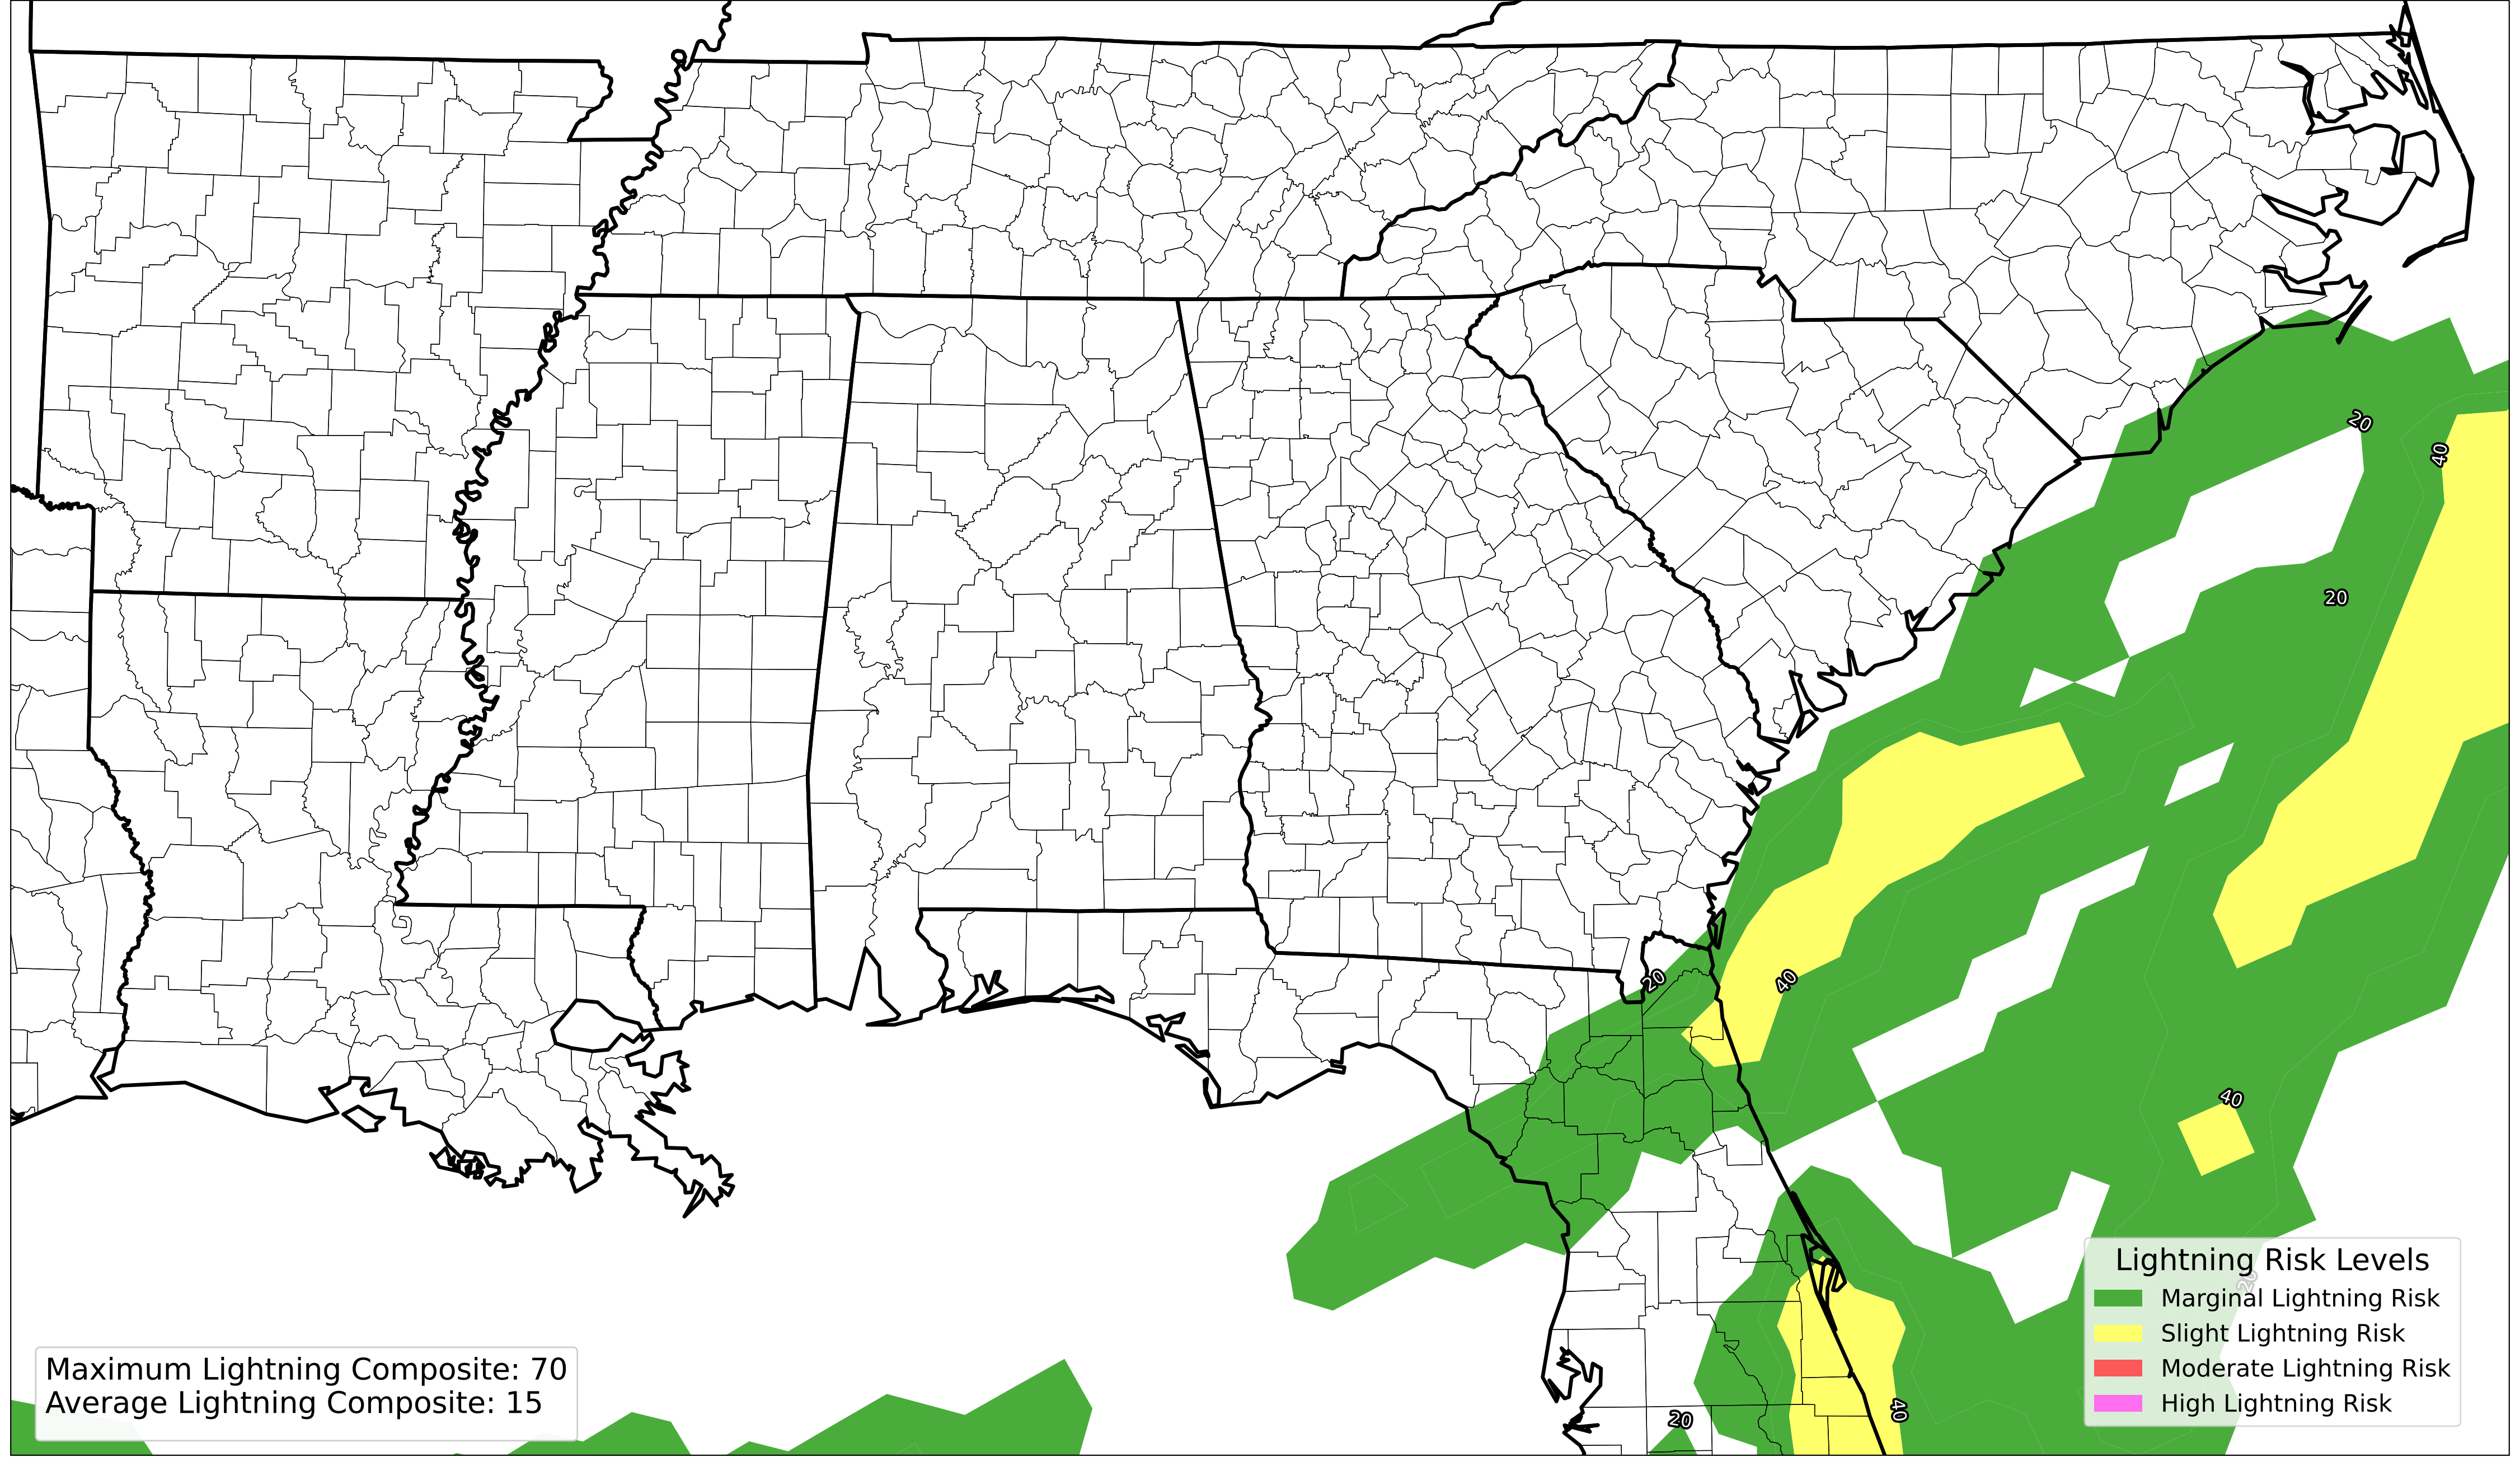 20
40
20
20
40
40
20
40
20
Maximum Lightning Composite: 70
Average Lightning Composite: 15
Lightning Risk Levels
Marginal Lightning Risk
Slight Lightning Risk
Moderate Lightning Risk
High Lightning Risk